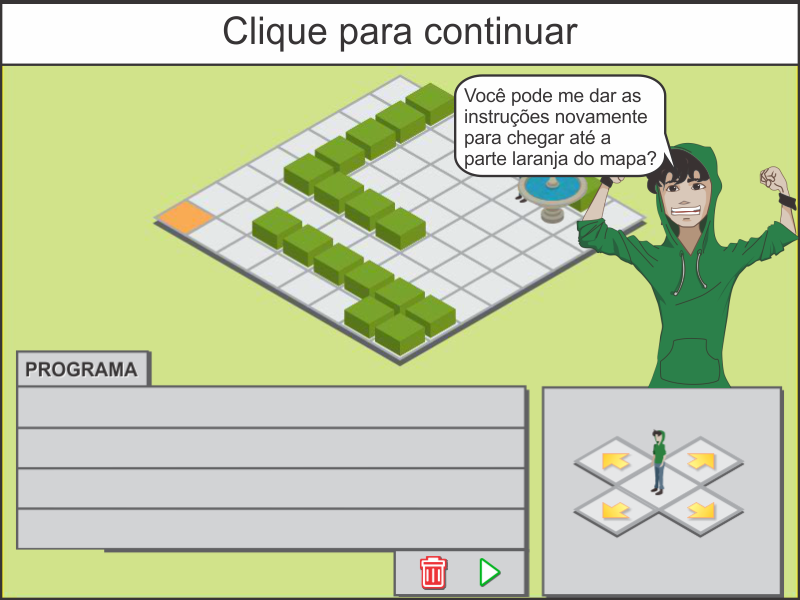 Clique para continuar
Você pode me dar as
instruções novamente
para chegar até a
parte laranja do mapa?
PROGRAMA